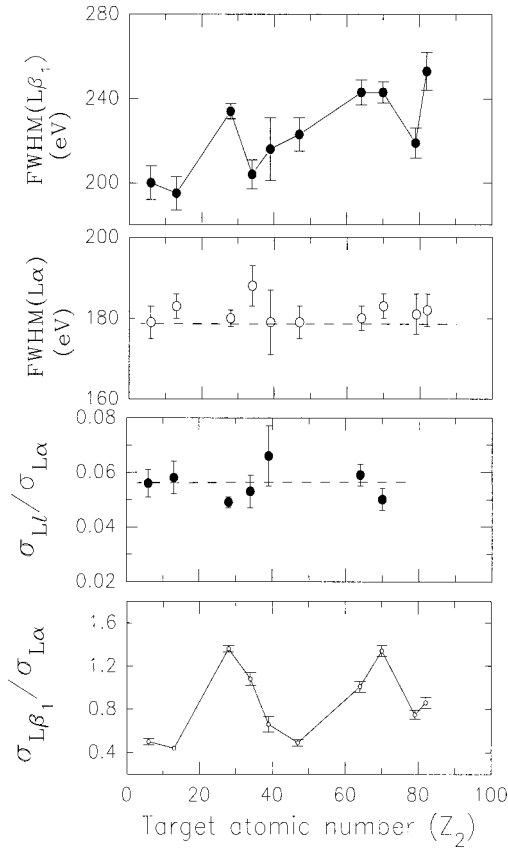 280
240
200
FWHM(Lβ₁)
(eV)
200
180
160
FWHM(Lα)
(eV)
0.08
0.06
0.04
0.02
σLl/σLα
1.6
1.2
0.8
0.4
σLβ₁/σLα
0 20 40 60 80 100
Target atomic number (Z₂)